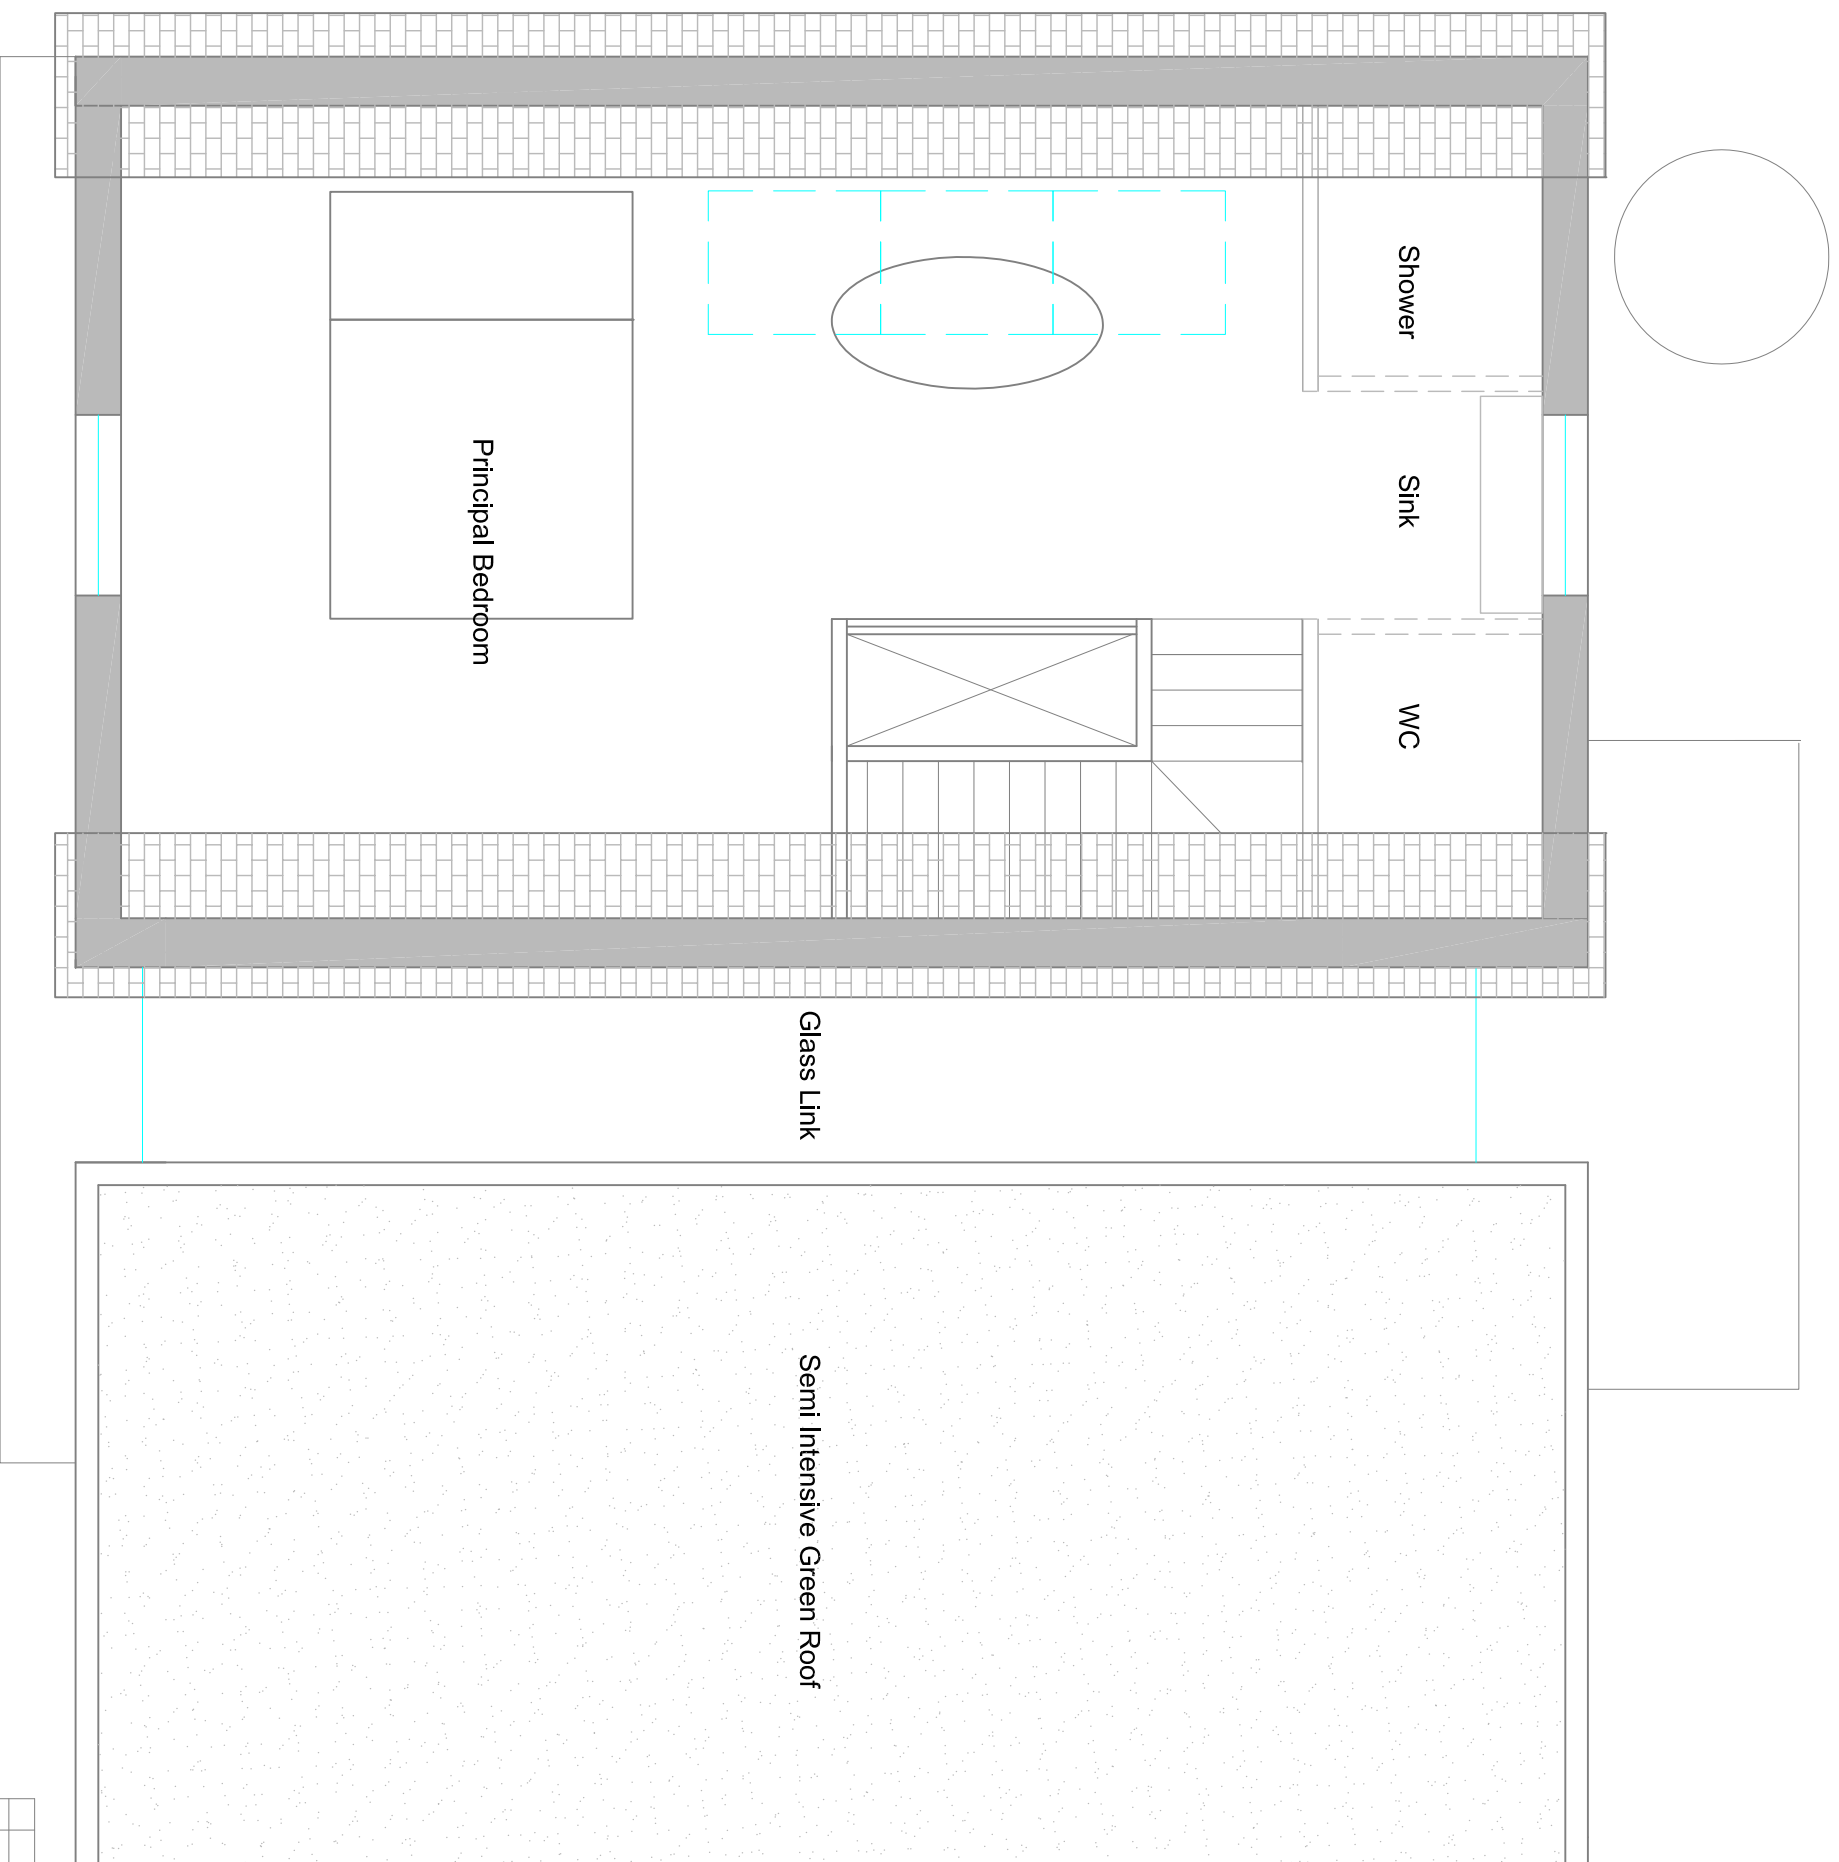 Shower
Sink
WC
Principal Bedroom
Glass Link
Semi Intensive Green Roof